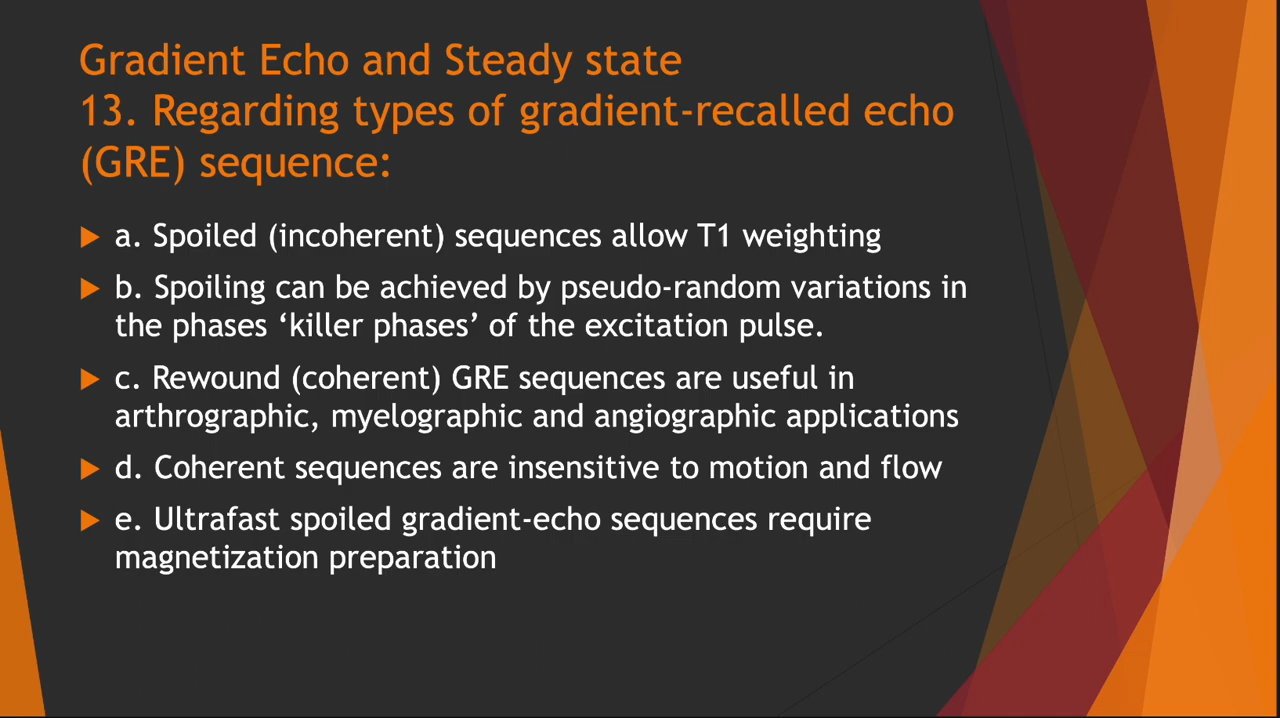 Gradient Echo and Steady state
13. Regarding types of gradient-recalled echo
(GRE) sequence:
a. Spoiled (incoherent) sequences allow T1 weighting
b. Spoiling can be achieved by pseudo-random variations in
the phases ‘killer phases’ of the excitation pulse.
c. Rewound (coherent) GRE sequences are useful in
arthrographic, myelographic and angiographic applications
d. Coherent sequences are insensitive to motion and flow
e. Ultrafast spoiled gradient-echo sequences require
magnetization preparation